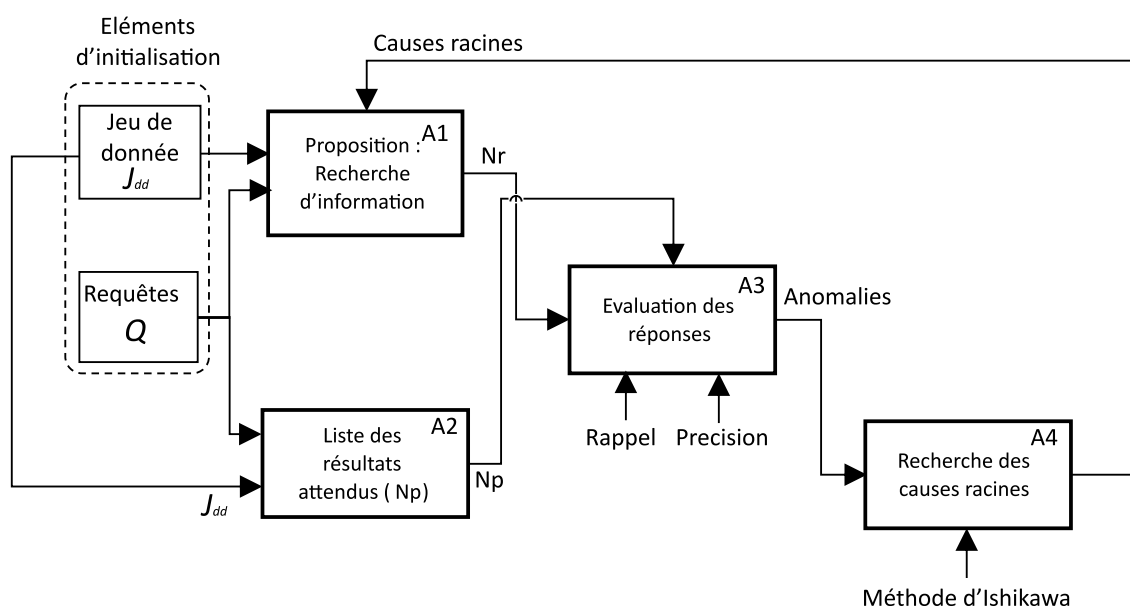 Eléments
d'initialisation
Causes racines
Jeu de
donnée
Jdd
A1
Proposition :
Recherche
d'information
Nr
Requêtes
Q
A3
Evaluation des
réponses
Anomalies
Rappel
Precision
A2
Liste des
résultats
attendus ( Np)
Np
Jdd
A4
Recherche des
causes racines
Méthode d'Ishikawa